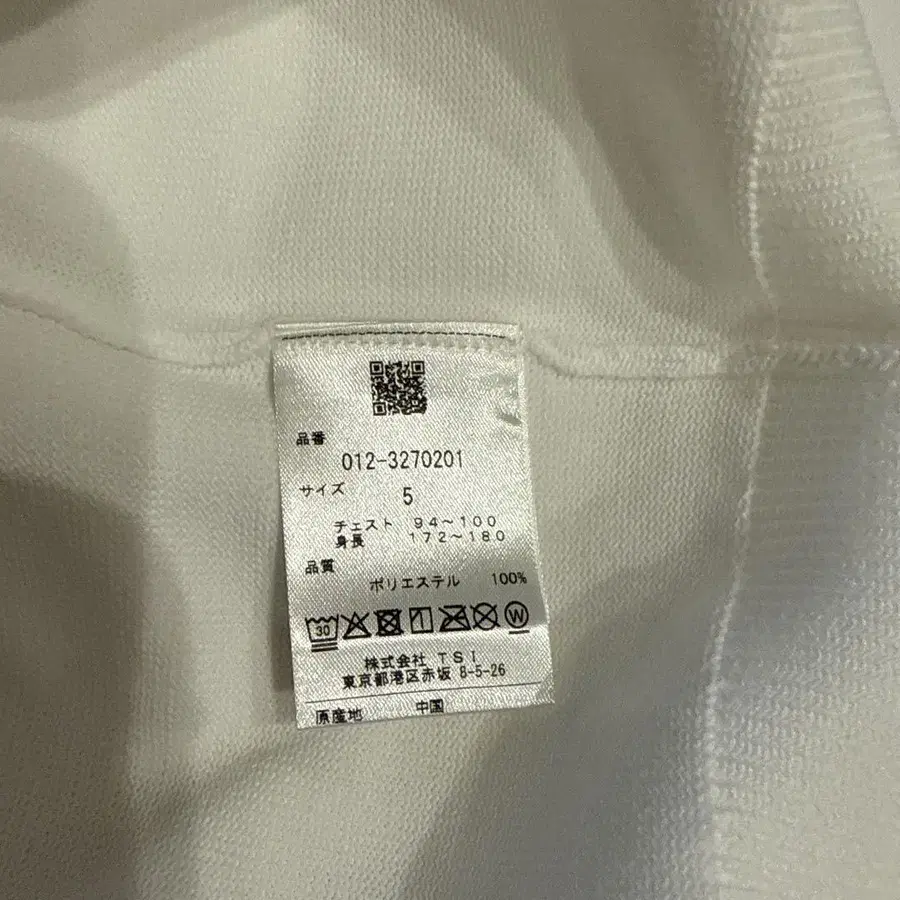 品番
012-3270201
サイズ
5
チェスト 94~100
身長 172~180
品質
ポリエステル 100%
30 W
株式会社 TSI
東京都港区赤坂 8-5-26
原産地 中国